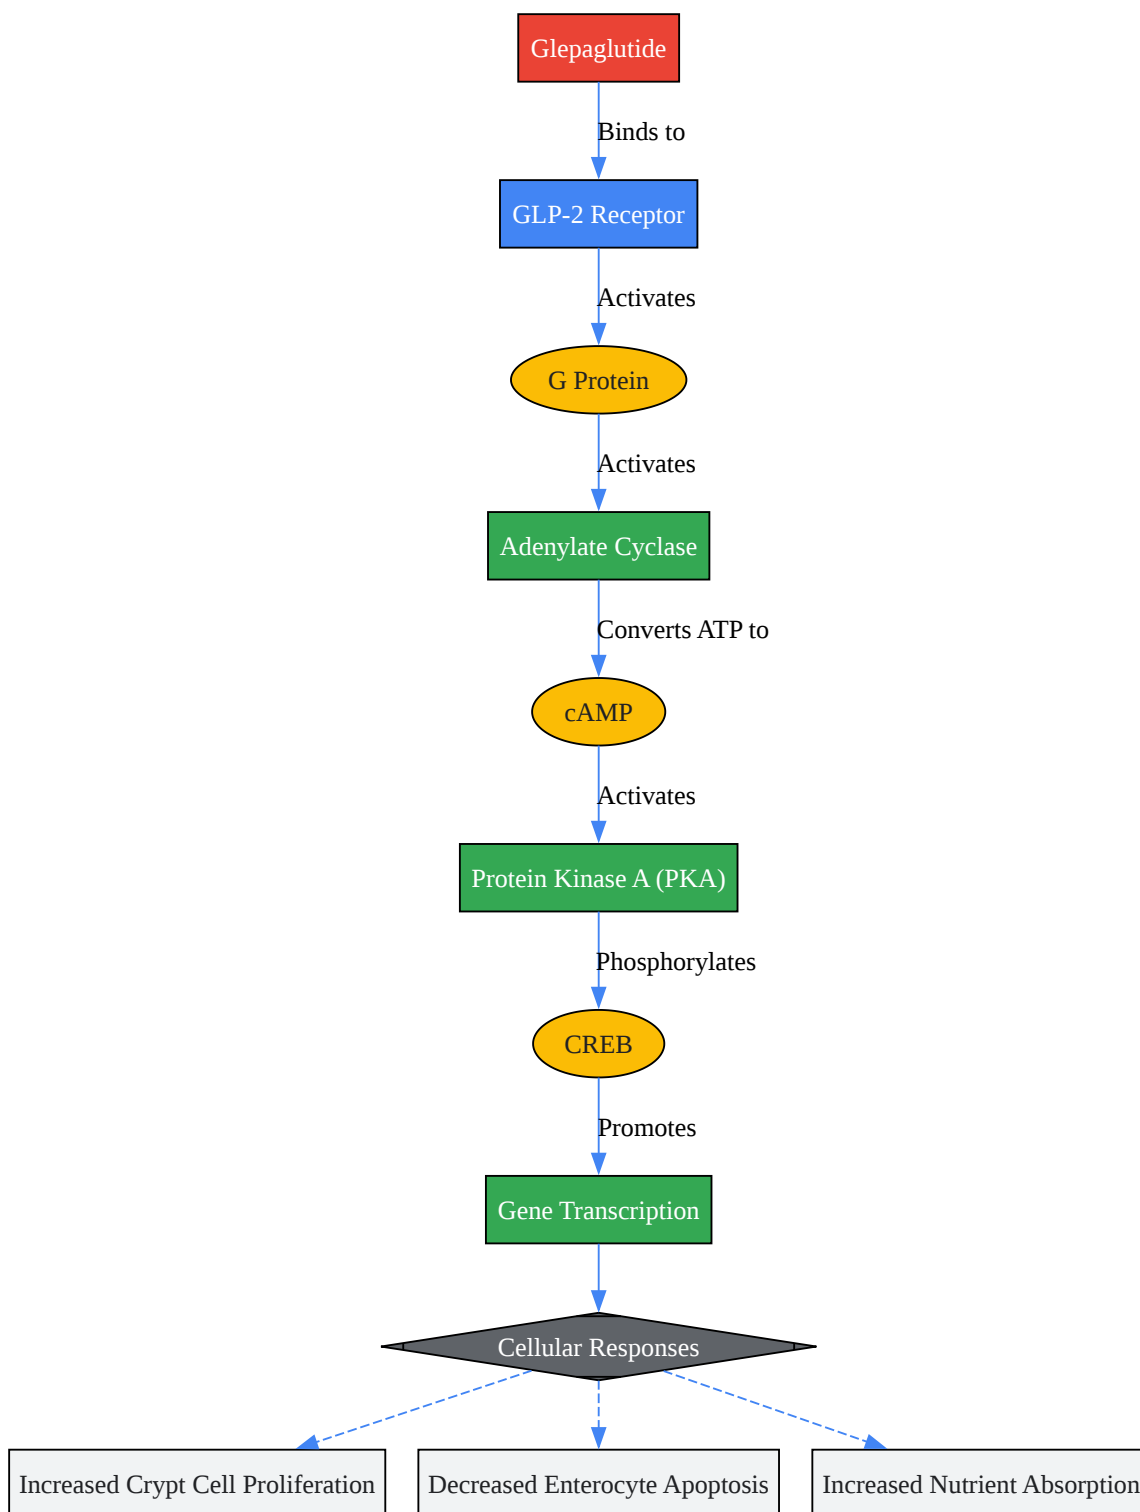 Glepaglutide
Binds to
GLP-2 Receptor
Activates
G Protein
Activates
Adenylate Cyclase
Converts ATP to
cAMP
Activates
Protein Kinase A (PKA)
Phosphorylates
CREB
Promotes
Gene Transcription
Cellular Responses
Increased Crypt Cell Proliferation
Decreased Enterocyte Apoptosis
Increased Nutrient Absorption